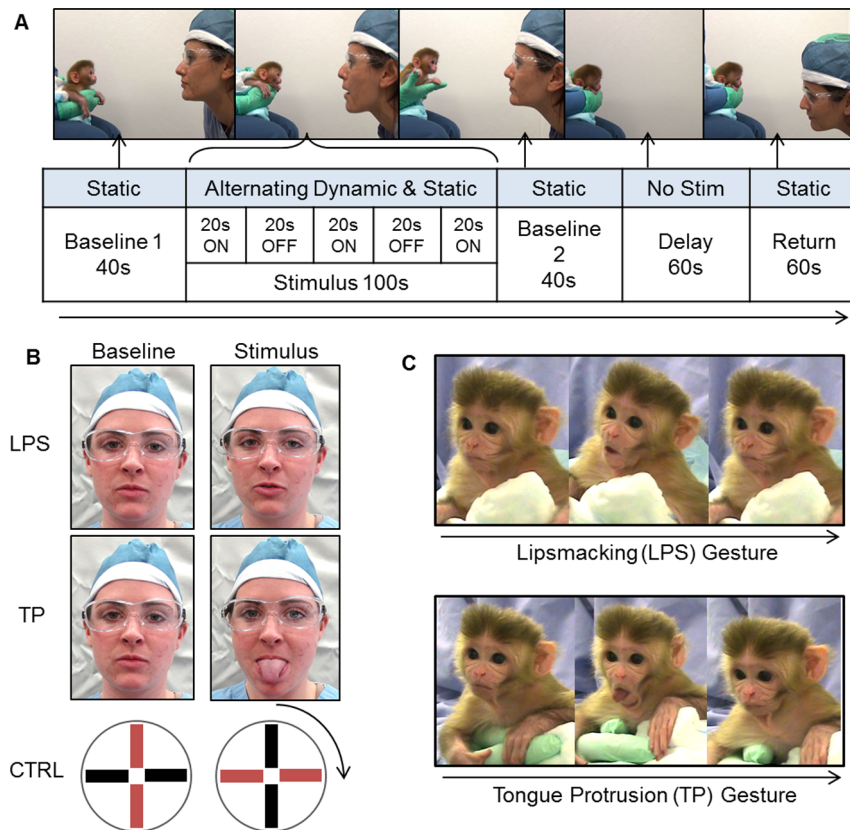 A
Static
Alternating Dynamic & Static
Static
No Stim
Static
Baseline 1
40s
20s
ON
20s
OFF
20s
ON
20s
OFF
20s
ON
Stimulus 100s
Baseline
2
40s
Delay
60s
Return
60s
B
Baseline
Stimulus
LPS
TP
CTRL
C
Lipsmacking (LPS) Gesture
Tongue Protrusion (TP) Gesture